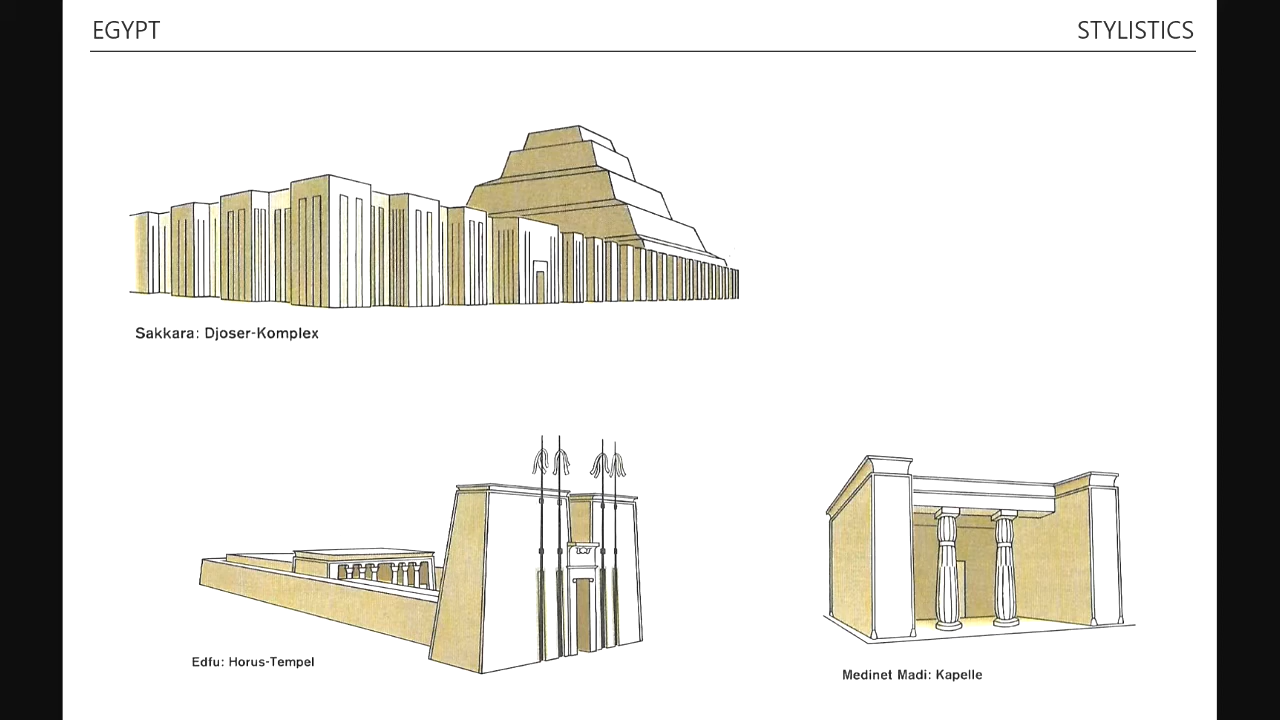 EGYPT
STYLISTICS
Sakkara: Djoser-Komplex
Edfu: Horus-Tempel
Medinet Madi: Kapelle